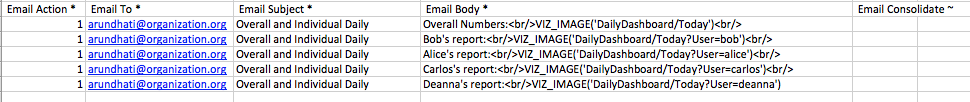 Email Action * Email To * Email Subject * Email Body * Email Consolidate ~
1 arundhati@organization.org Overall and Individual Daily Overall Numbers:<br/>VIZ_IMAGE('DailyDashboard/Today')<br/>
1 arundhati@organization.org Overall and Individual Daily Bob's report:<br/>VIZ_IMAGE('DailyDashboard/Today?User=bob')<br/>
1 arundhati@organization.org Overall and Individual Daily Alice's report:<br/>VIZ_IMAGE('DailyDashboard/Today?User=alice')<br/>
1 arundhati@organization.org Overall and Individual Daily Carlos's report:<br/>VIZ_IMAGE('DailyDashboard/Today?User=carlos')<br/>
1 arundhati@organization.org Overall and Individual Daily Deanna's report:<br/>VIZ_IMAGE('DailyDashboard/Today?User=deanna')